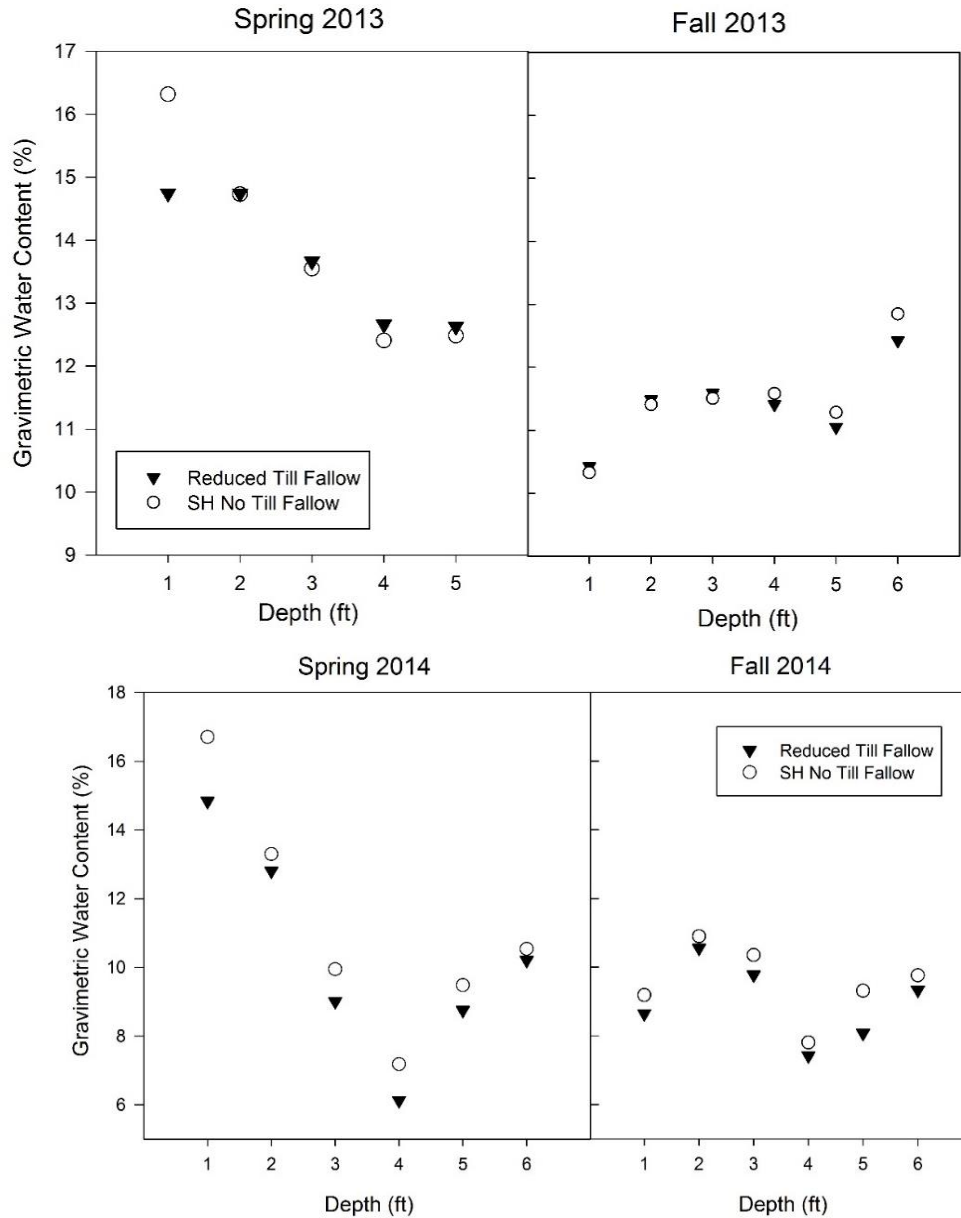 Spring 2013
Fall 2013
Gravimetric Water Content (%)
17
16
15
14
13
12
11
10
9
Reduced Till Fallow
SH No Till Fallow
1 2 3 4 5
1 2 3 4 5 6
Depth (ft)
Depth (ft)
Spring 2014
Fall 2014
Gravimetric Water Content (%)
18
16
14
12
10
8
6
Reduced Till Fallow
SH No Till Fallow
1 2 3 4 5 6
1 2 3 4 5 6
Depth (ft)
Depth (ft)